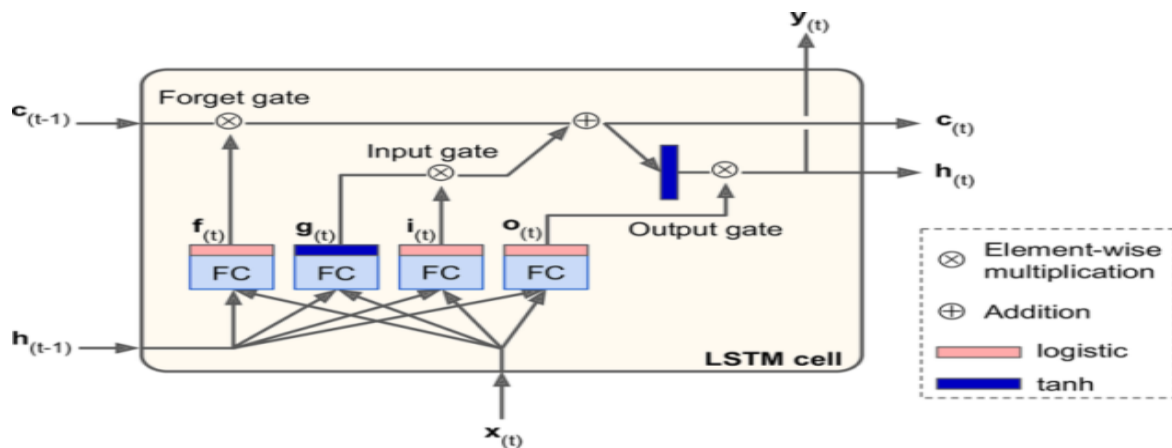 y(t)
Forget gate
c(t-1)
c(t)
Input gate
h(t)
f(t) g(t) i(t) o(t)
Output gate
FC FC FC FC
Element-wise
multiplication
Addition
h(t-1)
logistic
LSTM cell
tanh
x(t)